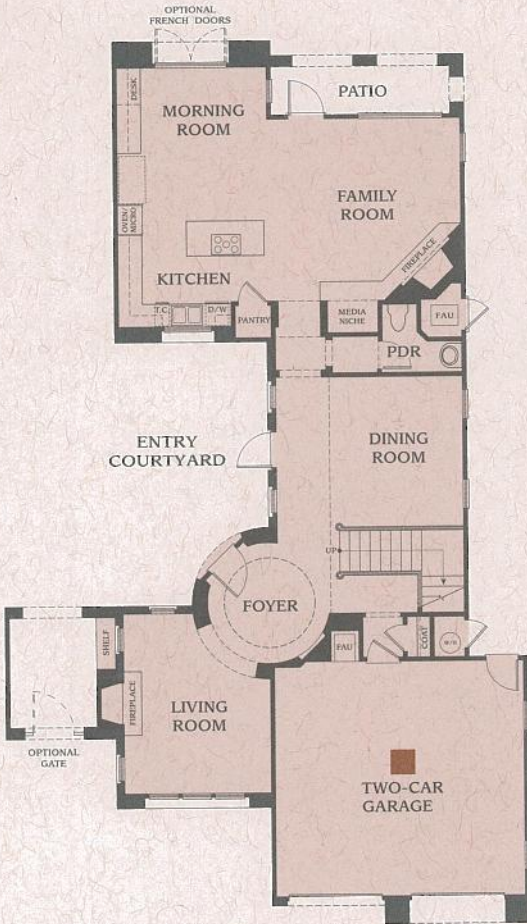 OPTIONAL
FRENCH DOORS
DESK
PATIO
MORNING
ROOM
FAMILY
ROOM
OVEN/
MICRO
FIREPLACE
KITCHEN
T.C.
D/W
PANTRY
MEDIA
NICHE
FAU
PDR
ENTRY
COURTYARD
DINING
ROOM
UP
FOYER
SHELF
FAU
COAT
FIREPLACE
LIVING
ROOM
OPTIONAL
GATE
TWO-CAR
GARAGE